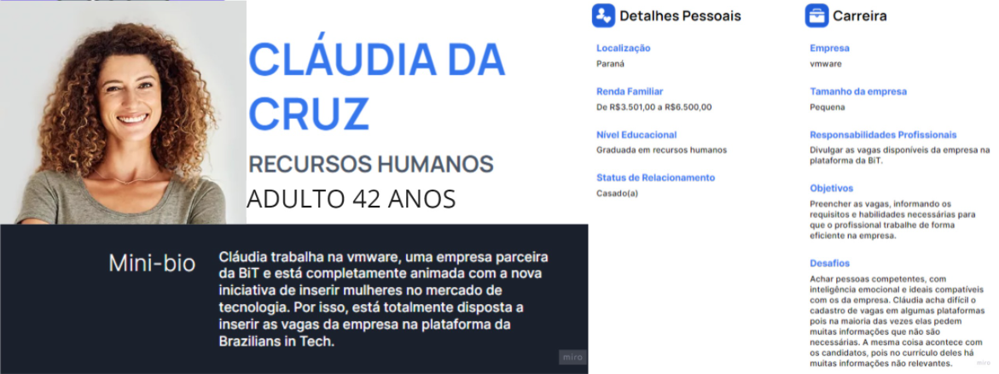 CLÁUDIA DA
CRUZ
RECURSOS HUMANOS
ADULTO 42 ANOS
Mini-bio
Cláudia trabalha na vmware, uma empresa parceira
da BiT e está completamente animada com a nova
iniciativa de inserir mulheres no mercado de
tecnologia. Por isso, está totalmente disposta a
inserir as vagas da empresa na plataforma da
Brazilians in Tech.
miro
Detalhes Pessoais
Localização
Paraná
Renda Familiar
De R$3.501,00 a R$6.500,00
Nível Educacional
Graduada em recursos humanos
Status de Relacionamento
Casado(a)
Carreira
Empresa
vmware
Tamanho da empresa
Pequena
Responsabilidades Profissionais
Divulgar as vagas disponíveis da empresa na
plataforma da BiT.
Objetivos
Preencher as vagas, informando os
requisitos e habilidades necessárias para
que o profissional trabalhe de forma
eficiente na empresa.
Desafios
Achar pessoas competentes, com
inteligência emocional e ideais compatíveis
com os da empresa. Cláudia acha difícil o
cadastro de vagas em algumas plataformas
pois na maioria das vezes elas pedem
muitas informações que não são
necessárias. A mesma coisa acontece com
os candidatos, pois no currículo deles há
muitas informações não relevantes.
miro